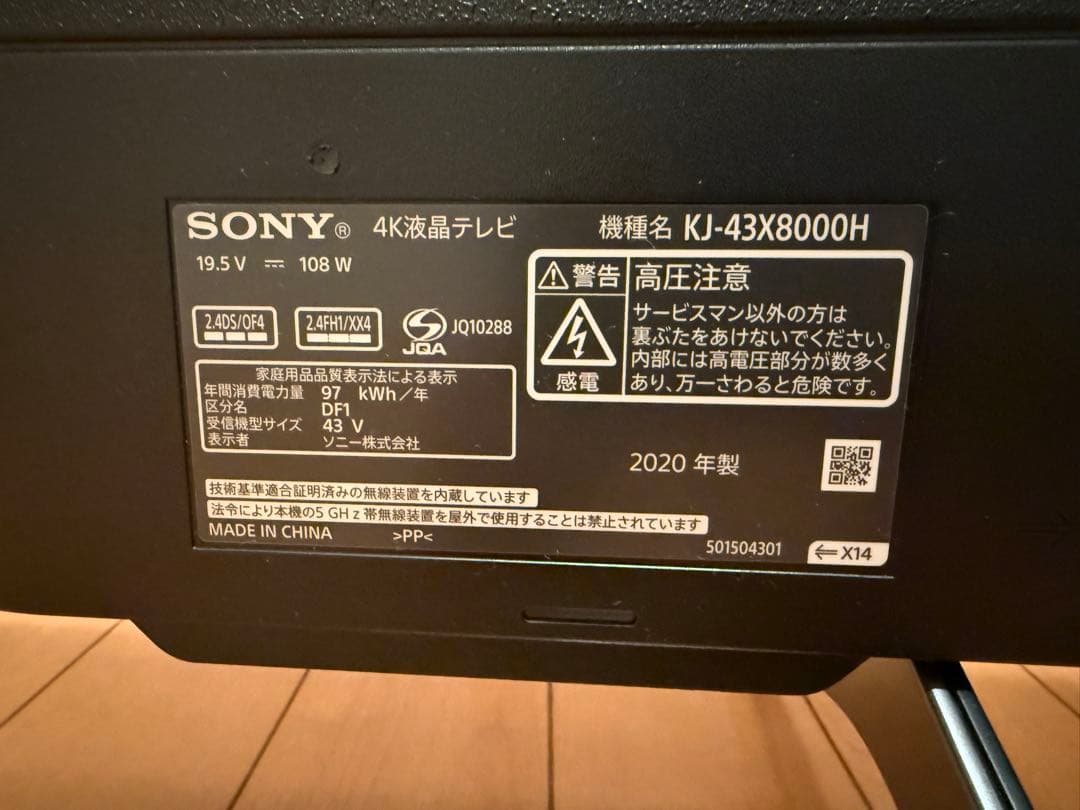 SONY® 4K液晶テレビ 機種名 KJ-43X8000H
19.5 V ⎓ 108 W
2.4DS/OF4
2.4FH1/XX4
JQA
JQ10288
家庭用品品質表示法による表示
年間消費電力量 97 kWh/年
区分名 DF1
受信機型サイズ 43 V
表示者 ソニー株式会社
⚠警告 高圧注意
感電
サービスマン以外の方は
裏ぶたをあけないでください。
内部には高電圧部分が数多く
あり、万一さわると危険です。
2020 年製
技術基準適合証明済みの無線装置を内蔵しています
法令により本機の5 GHz帯無線装置を屋外で使用することは禁止されています
MADE IN CHINA >PP<
501504301
⇐X14